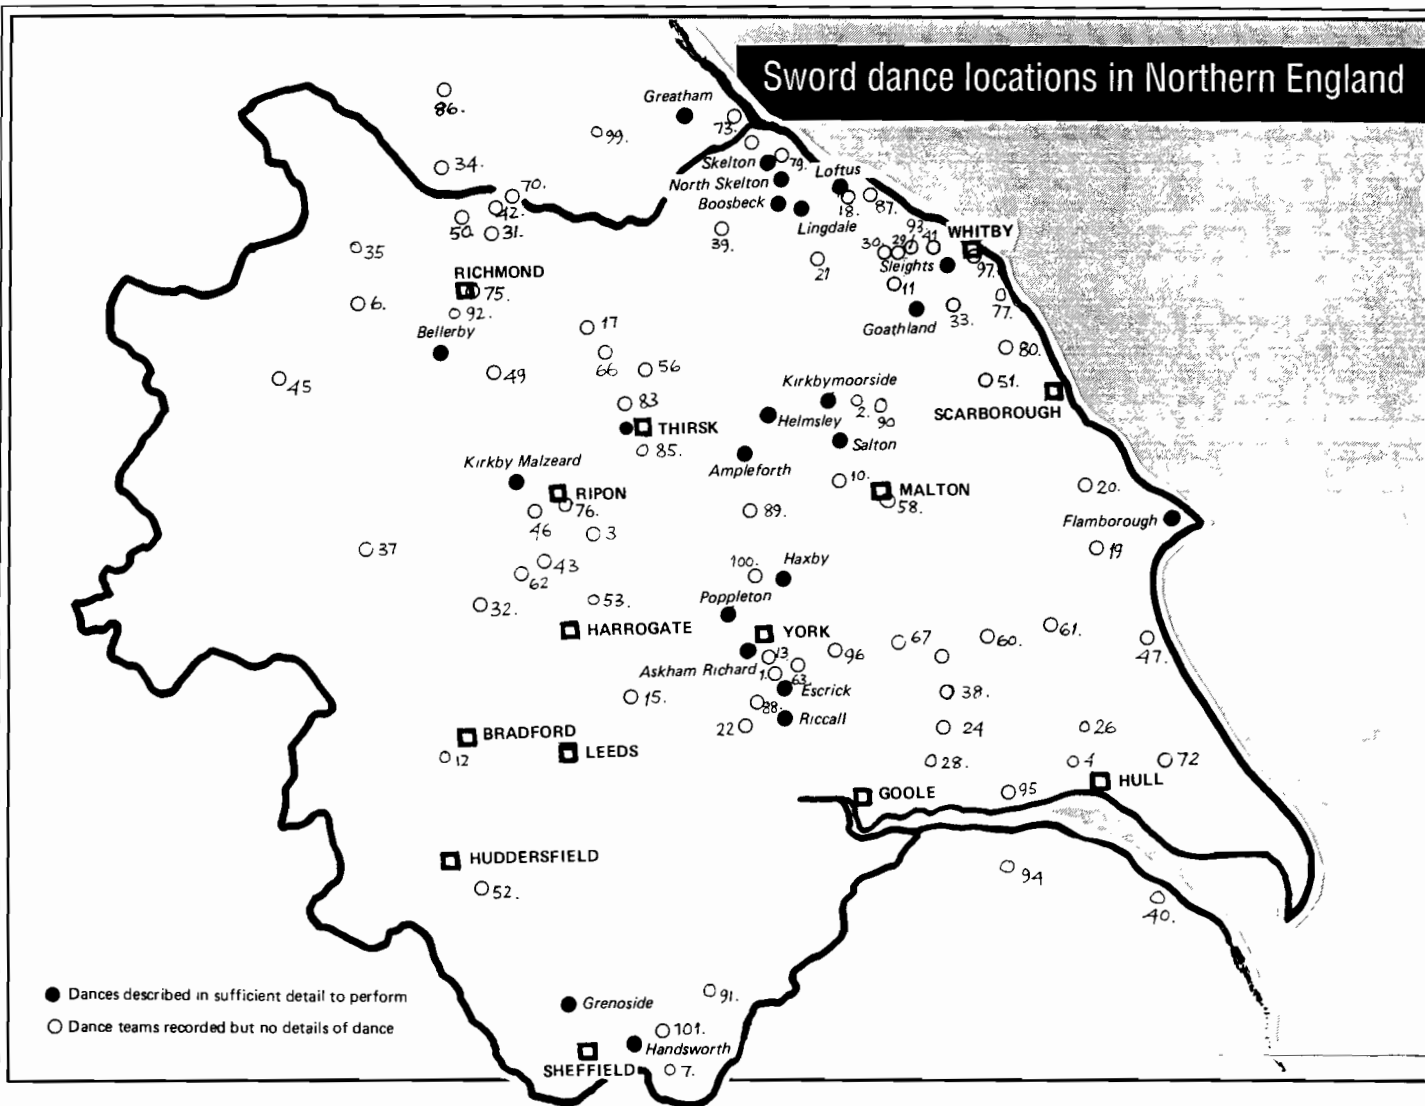 Sword dance locations in Northern England
86.
Greatham
99.
73.
34.
Skelton
79.
Loftus
70.
North Skelton
42.
Boosbeck
18.
87.
50.
31.
39.
Lingdale
93.
WHITBY
35
30.
29.
41
21
Sleights
97.
RICHMOND
75.
11
77.
6.
92.
33.
Goathland
17
Bellerby
80.
66
56
45
49
Kirkbymoorside
51.
83
2.
90
SCARBOROUGH
Helmsley
THIRSK
Salton
85.
Kirkby Malzeard
Ampleforth
10.
20.
RIPON
MALTON
76.
58.
46
89.
Flamborough
3
37
19
43
100.
Haxby
62
32.
53.
Poppleton
HARROGATE
YORK
67
60.
61.
13.
96
47.
Askham Richard
1.
63.
15.
Escrick
38.
88.
Riccall
22
24
26
BRADFORD
LEEDS
12
28.
4
72
GOOLE
95
HULL
HUDDERSFIELD
52.
94
40.
Dances described in sufficient detail to perform
Grenoside
91.
Dance teams recorded but no details of dance
101.
Handsworth
SHEFFIELD
7.